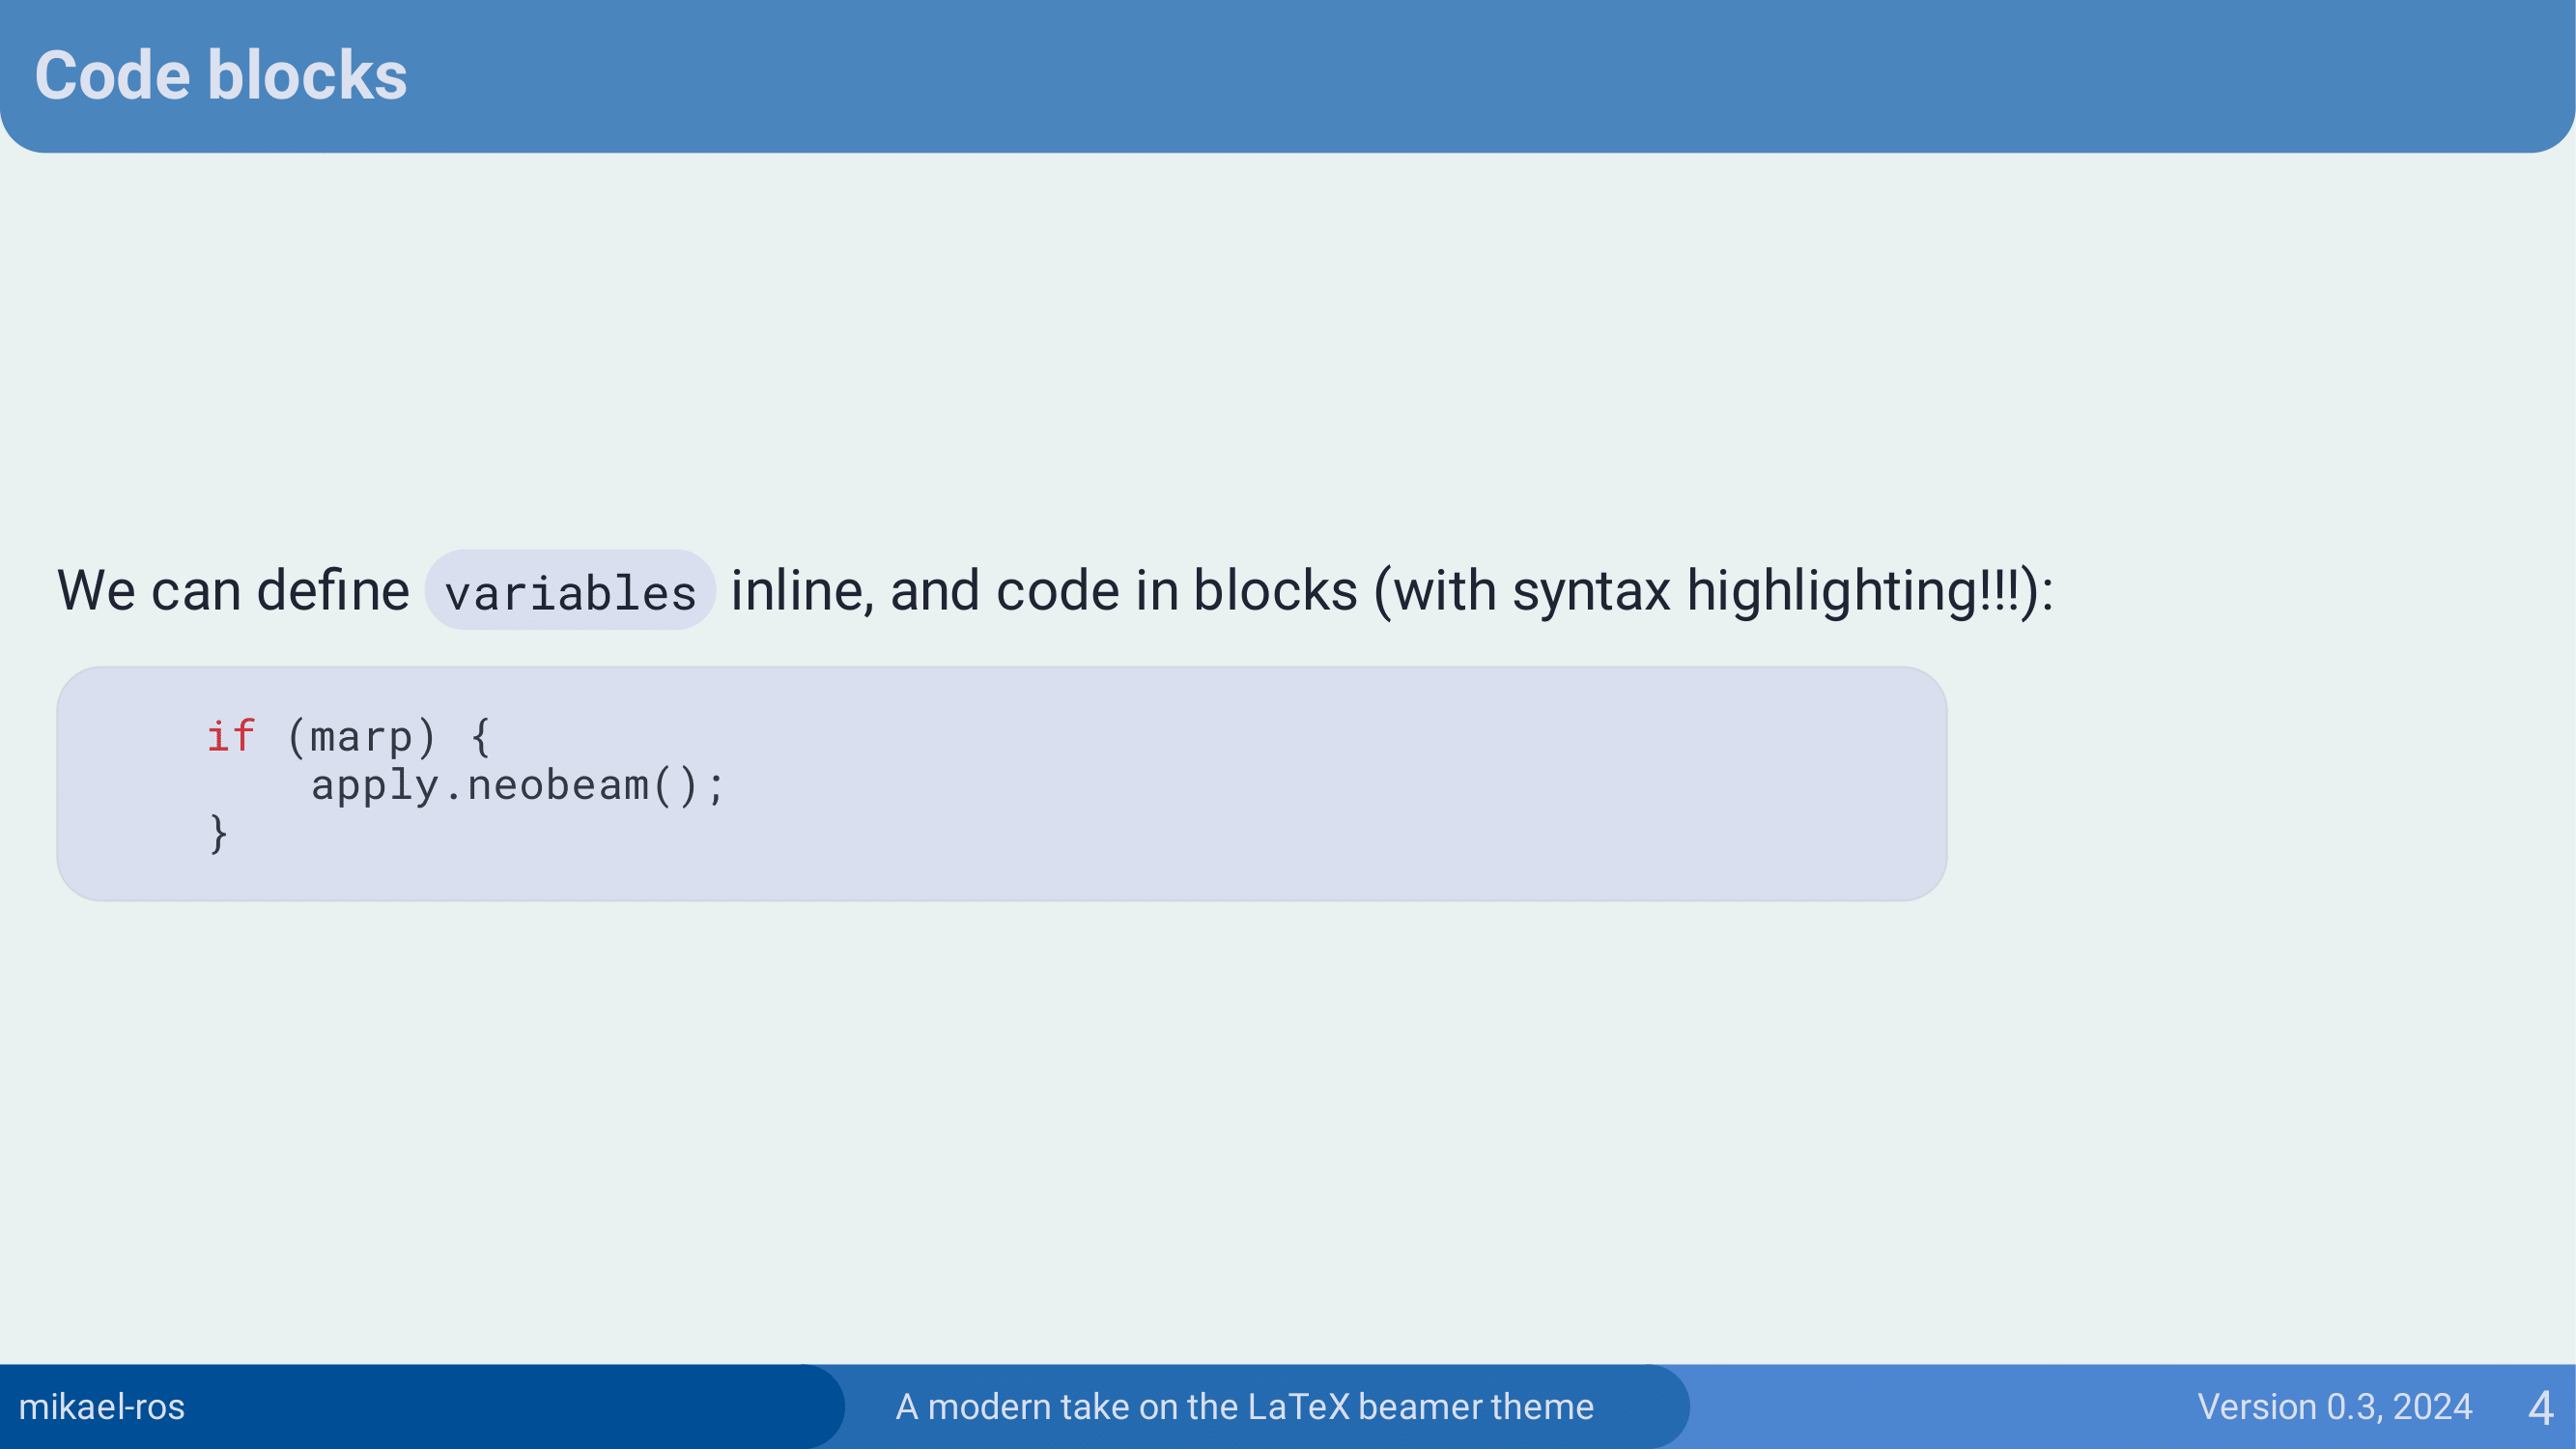 Code blocks
We can define variables inline, and code in blocks (with syntax highlighting!!!):
if (marp) {
    apply.neobeam();
}
mikael-ros
A modern take on the LaTeX beamer theme
Version 0.3, 2024
4